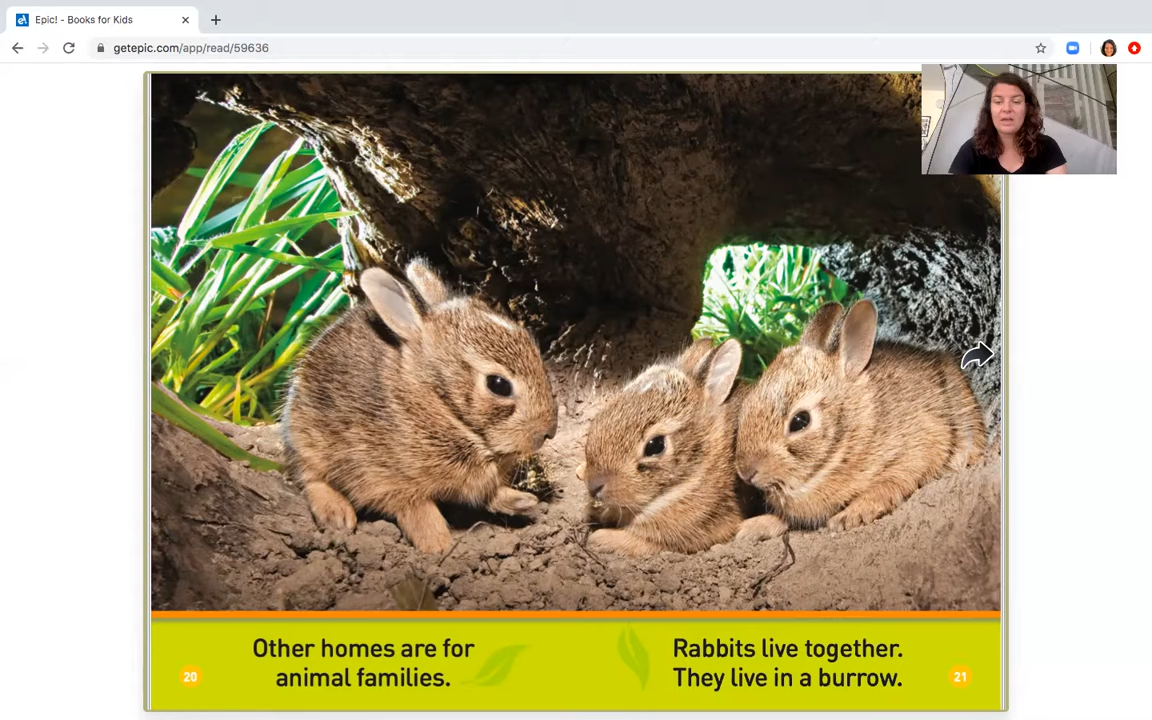 Epic! - Books for Kids
getepic.com/app/read/59636
Other homes are for
animal families.
Rabbits live together.
They live in a burrow.
20
21